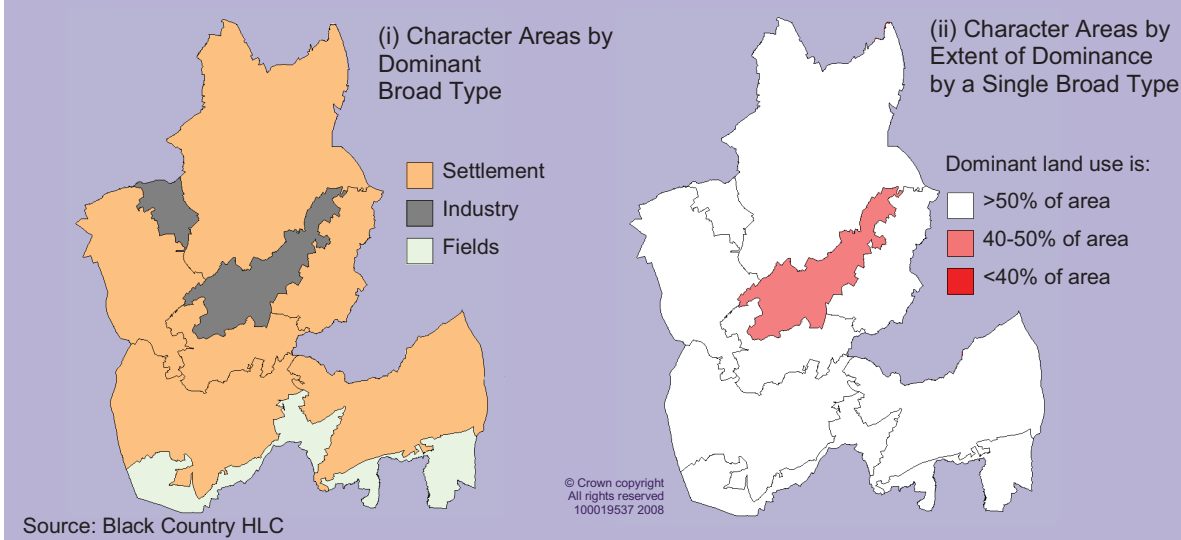 (i) Character Areas by
Dominant
Broad Type
Settlement
Industry
Fields
(ii) Character Areas by
Extent of Dominance
by a Single Broad Type
Dominant land use is:
>50% of area
40-50% of area
<40% of area
© Crown copyright
All rights reserved
100019537 2008
Source: Black Country HLC